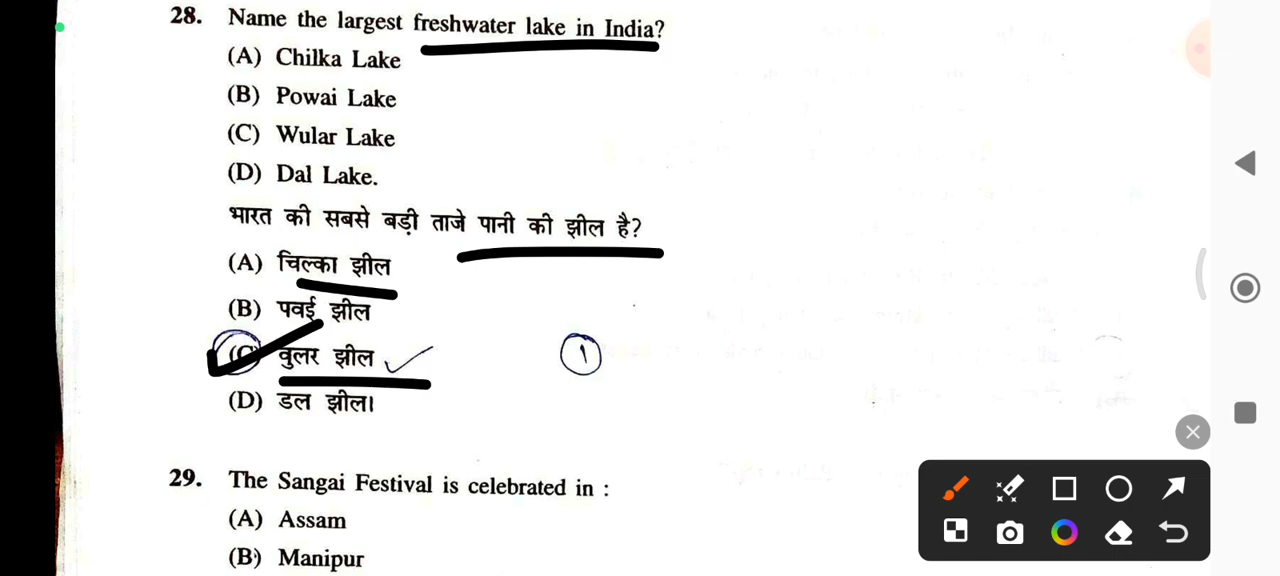 28. Name the largest freshwater lake in India?
(A) Chilka Lake
(B) Powai Lake
(C) Wular Lake
(D) Dal Lake.
भारत की सबसे बड़ी ताजे पानी की झील है?
(A) चिल्का झील
(B) पवई झील
(C) वुलर झील
(D) डल झील।
29. The Sangai Festival is celebrated in :
(A) Assam
(B) Manipur